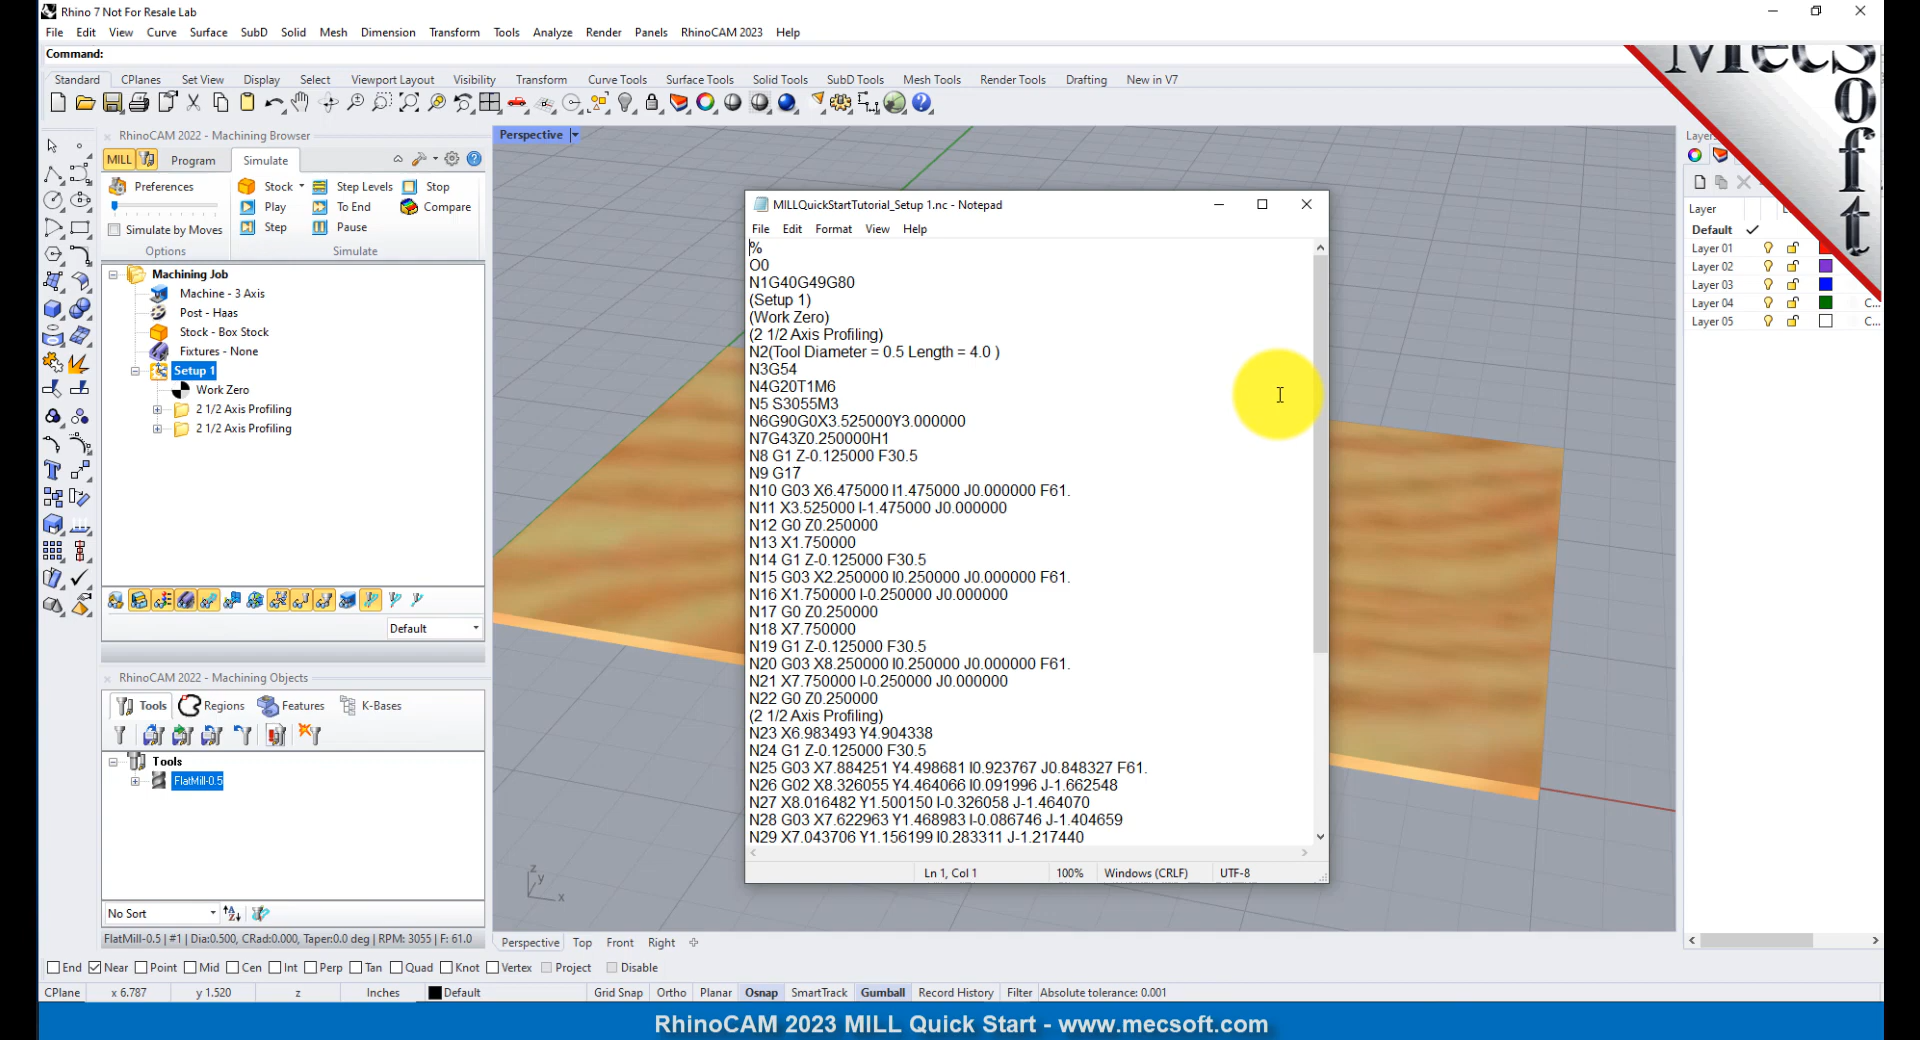 Rhino 7 Not For Resale Lab
File Edit View Curve Surface SubD Solid Mesh Dimension Transform Tools Analyze Render Panels RhinoCAM 2023 Help
Command:
Standard CPlanes Set View Display Select Viewport Layout Visibility Transform Curve Tools Surface Tools Solid Tools SubD Tools Mesh Tools Render Tools Drafting New in V7
MecSoft
RhinoCAM 2022 - Machining Browser
MILL Program Simulate
Preferences Stock Step Levels Stop
Play To End Compare
Simulate by Moves Step Pause
Options Simulate
Machining Job
Machine - 3 Axis
Post - Haas
Stock - Box Stock
Fixtures - None
Setup 1
Work Zero
2 1/2 Axis Profiling
2 1/2 Axis Profiling
Default
RhinoCAM 2022 - Machining Objects
Tools Regions Features K-Bases
Tools
FlatMill-0.5
No Sort
FlatMill-0.5 | #1 | Dia:0.500, CRad:0.000, Taper:0.0 deg | RPM: 3055 | F: 61.0
Perspective
MILLQuickStartTutorial_Setup 1.nc - Notepad
File Edit Format View Help
%
O0
N1G40G49G80
(Setup 1)
(Work Zero)
(2 1/2 Axis Profiling)
N2(Tool Diameter = 0.5 Length = 4.0 )
N3G54
N4G20T1M6
N5 S3055M3
N6G90G0X3.525000Y3.000000
N7G43Z0.250000H1
N8 G1 Z-0.125000 F30.5
N9 G17
N10 G03 X6.475000 I1.475000 J0.000000 F61.
N11 X3.525000 I-1.475000 J0.000000
N12 G0 Z0.250000
N13 X1.750000
N14 G1 Z-0.125000 F30.5
N15 G03 X2.250000 I0.250000 J0.000000 F61.
N16 X1.750000 I-0.250000 J0.000000
N17 G0 Z0.250000
N18 X7.750000
N19 G1 Z-0.125000 F30.5
N20 G03 X8.250000 I0.250000 J0.000000 F61.
N21 X7.750000 I-0.250000 J0.000000
N22 G0 Z0.250000
(2 1/2 Axis Profiling)
N23 X6.983493 Y4.904338
N24 G1 Z-0.125000 F30.5
N25 G03 X7.884251 Y4.498681 I0.923767 J0.848327 F61.
N26 G02 X8.326055 Y4.464066 I0.091996 J-1.662548
N27 X8.016482 Y1.500150 I-0.326058 J-1.464070
N28 G03 X7.622963 Y1.468983 I-0.086746 J-1.404659
N29 X7.043706 Y1.156199 I0.283311 J-1.217440
Ln 1, Col 1 100% Windows (CRLF) UTF-8
z
y
x
Layer
Default
Layer 01
Layer 02
Layer 03
Layer 04 C...
Layer 05 C...
Perspective Top Front Right
End Near Point Mid Cen Int Perp Tan Quad Knot Vertex Project Disable
CPlane x 6.787 y 1.520 z Inches Default Grid Snap Ortho Planar Osnap SmartTrack Gumball Record History Filter Absolute tolerance: 0.001
RhinoCAM 2023 MILL Quick Start - www.mecsoft.com